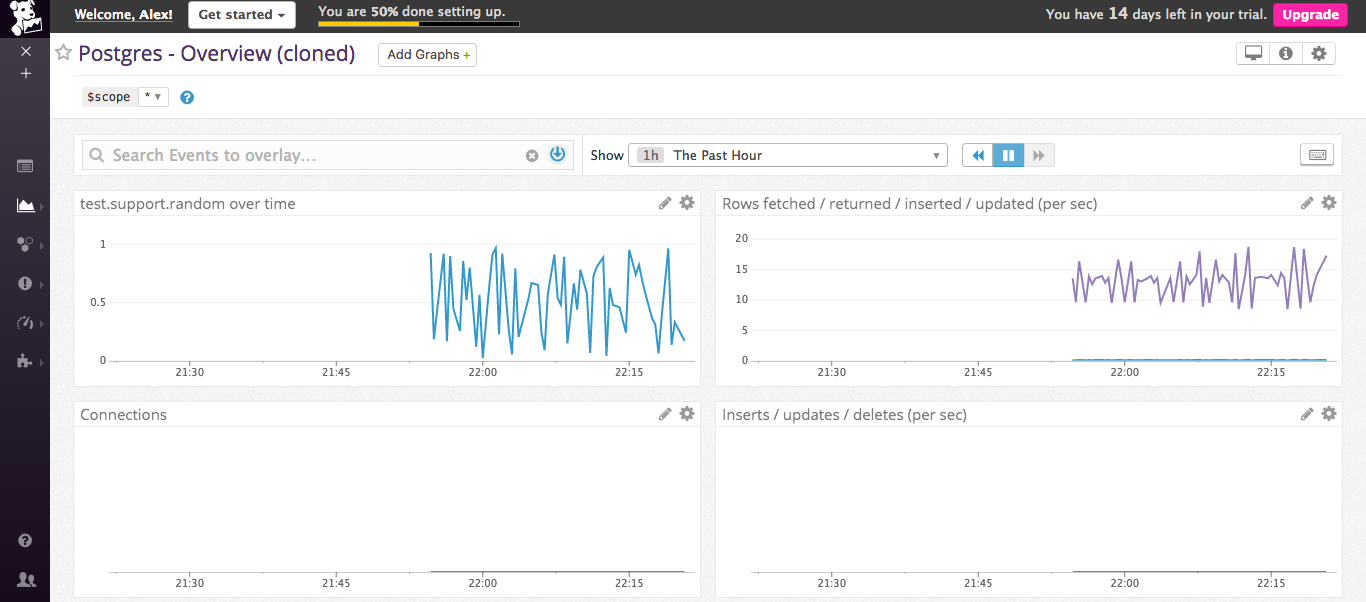 Welcome, Alex!
Get started
You are 50% done setting up.
You have 14 days left in your trial.
Upgrade
Postgres - Overview (cloned)
Add Graphs +
$scope
*
?
Search Events to overlay...
Show
1h The Past Hour
test.support.random over time
1
0.5
0
21:30 21:45 22:00 22:15
Rows fetched / returned / inserted / updated (per sec)
20
15
10
5
0
21:30 21:45 22:00 22:15
Connections
21:30 21:45 22:00 22:15
Inserts / updates / deletes (per sec)
21:30 21:45 22:00 22:15